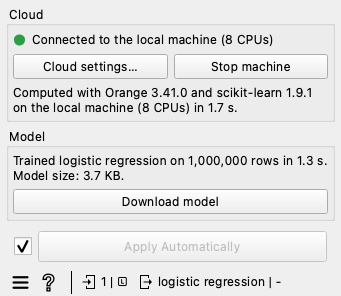 Cloud
Connected to the local machine (8 CPUs)
Cloud settings... Stop machine
Computed with Orange 3.41.0 and scikit-learn 1.9.1
on the local machine (8 CPUs) in 1.7 s.
Model
Trained logistic regression on 1,000,000 rows in 1.3 s.
Model size: 3.7 KB.
Download model
Apply Automatically
? | 1 | L logistic regression | -